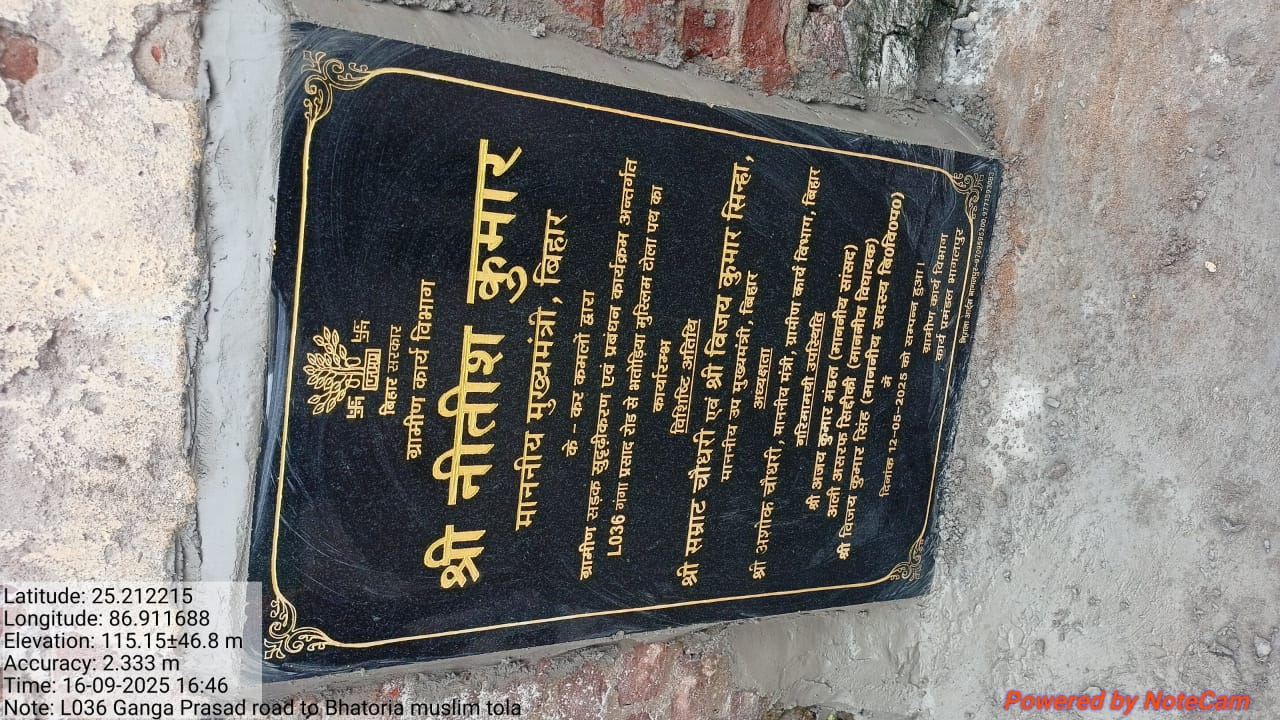 बिहार सरकार
ग्रामीण कार्य विभाग
श्री नीतीश कुमार
माननीय मुख्यमंत्री, बिहार
के - कर कमलों द्वारा
ग्रामीण सड़क सुदृढ़ीकरण एवं प्रबंधन कार्यक्रम अन्तर्गत
L036 गंगा प्रसाद रोड से भतोड़िया मुस्लिम टोला पथ का
कार्यारम्भ
विशिष्टि अतिथि
श्री सम्राट चौधरी एवं श्री विजय कुमार सिन्हा,
माननीय उप मुख्यमंत्री, बिहार
अध्यक्षता
श्री अशोक चौधरी, माननीय मंत्री, ग्रामीण कार्य विभाग, बिहार
गरिमामयी उपस्थिति
श्री अजय कुमार मंडल (माननीय सांसद)
अली असरफ सिद्दीकी (माननीय विधायक)
श्री विजय कुमार सिंह (माननीय सदस्य बि०वि०प०)
में
दिनांक 12-05-2025 को सम्पन्न हुआ।
ग्रामीण कार्य विभाग
कार्य प्रमंडल भागलपुर
Latitude: 25.212215
Longitude: 86.911688
Elevation: 115.15±46.8 m
Accuracy: 2.333 m
Time: 16-09-2025 16:46
Note: L036 Ganga Prasad road to Bhatoria muslim tola
Powered by NoteCam